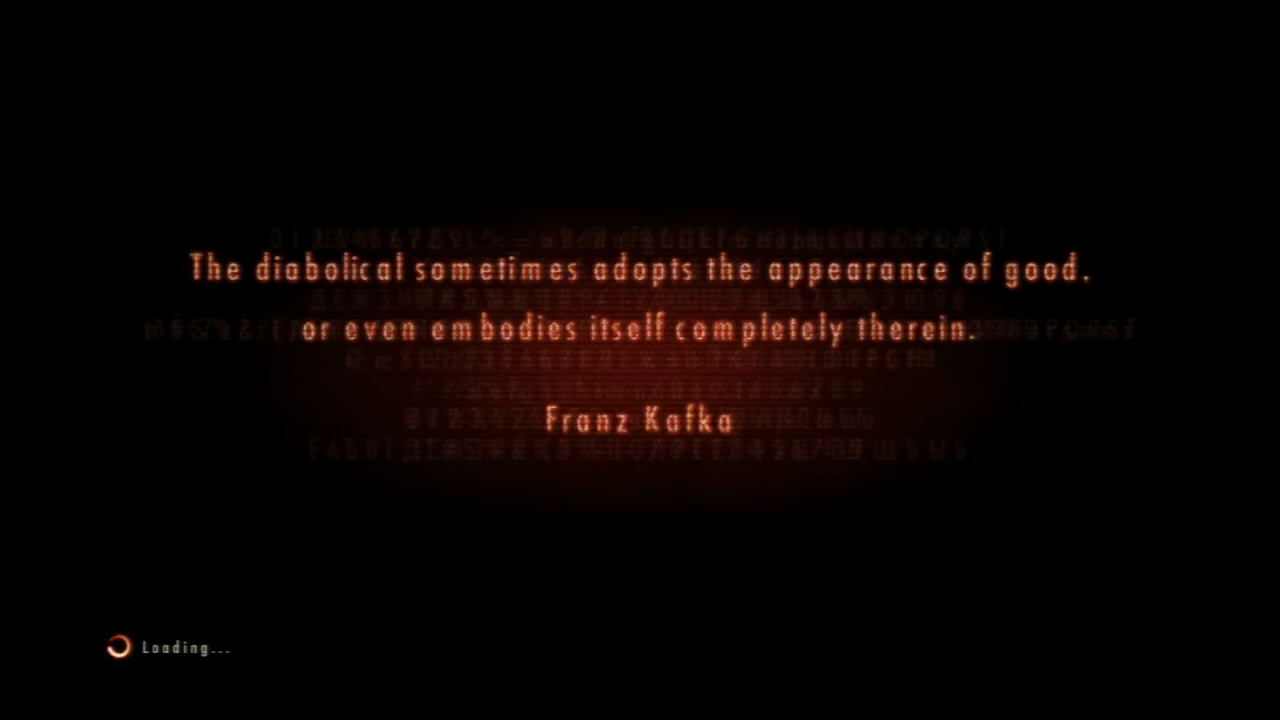 The diabolical sometimes adopts the appearance of good.
or even embodies itself completely therein.
Franz Kafka
Loading...